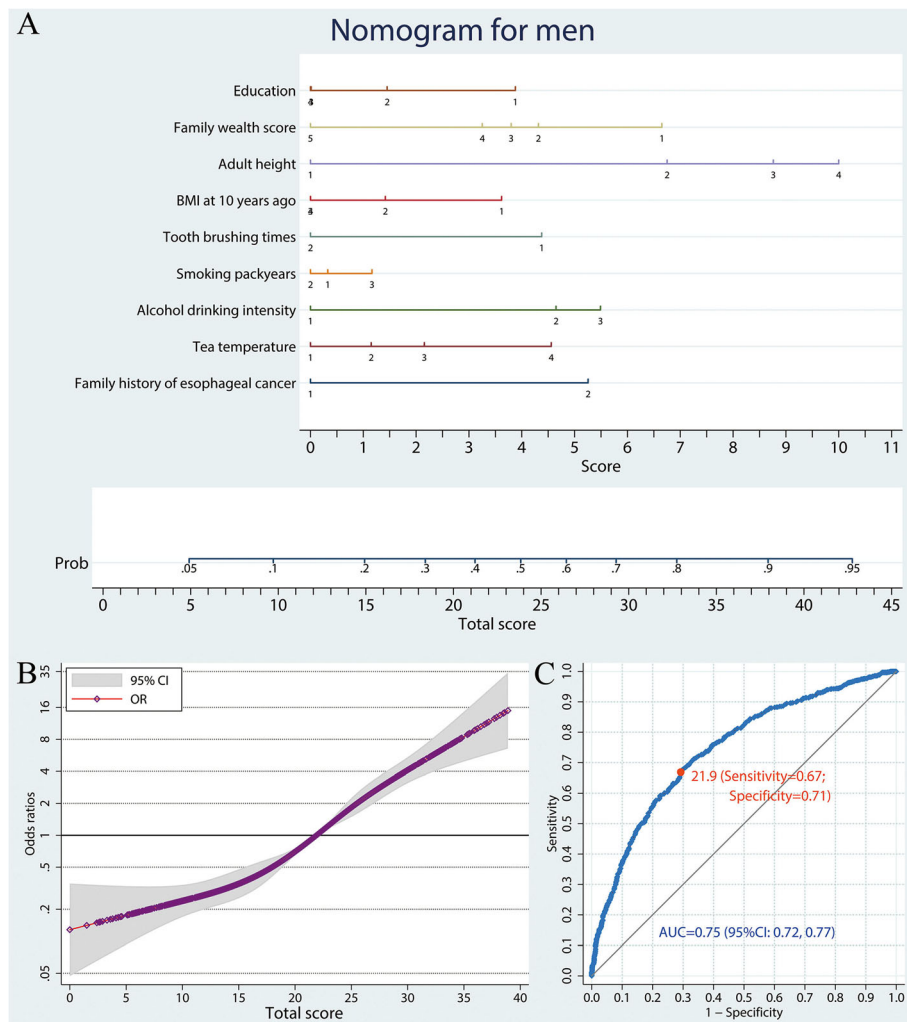 A
Nomogram for men
Education
4 3 2 1
Family wealth score
5 4 3 2 1
Adult height
1 2 3 4
BMI at 10 years ago
2 1
Tooth brushing times
2 1
Smoking packyears
2 1 3
Alcohol drinking intensity
1 2 3
Tea temperature
1 2 3 4
Family history of esophageal cancer
1 2
0 1 2 3 4 5 6 7 8 9 10 11
Score
Prob
.05 .1 .2 .3 .4 .5 .6 .7 .8 .9 .95
0 5 10 15 20 25 30 35 40 45
Total score
B
95% CI
OR
Odds ratios
35
16
8
4
2
1
.5
.2
.05
0 5 10 15 20 25 30 35 40
Total score
C
Sensitivity
1.0
0.9
0.8
0.7
0.6
0.5
0.4
0.3
0.2
0.1
0.0
21.9 (Sensitivity=0.67;
Specificity=0.71)
AUC=0.75 (95%CI: 0.72, 0.77)
0.0 0.1 0.2 0.3 0.4 0.5 0.6 0.7 0.8 0.9 1.0
1 − Specificity